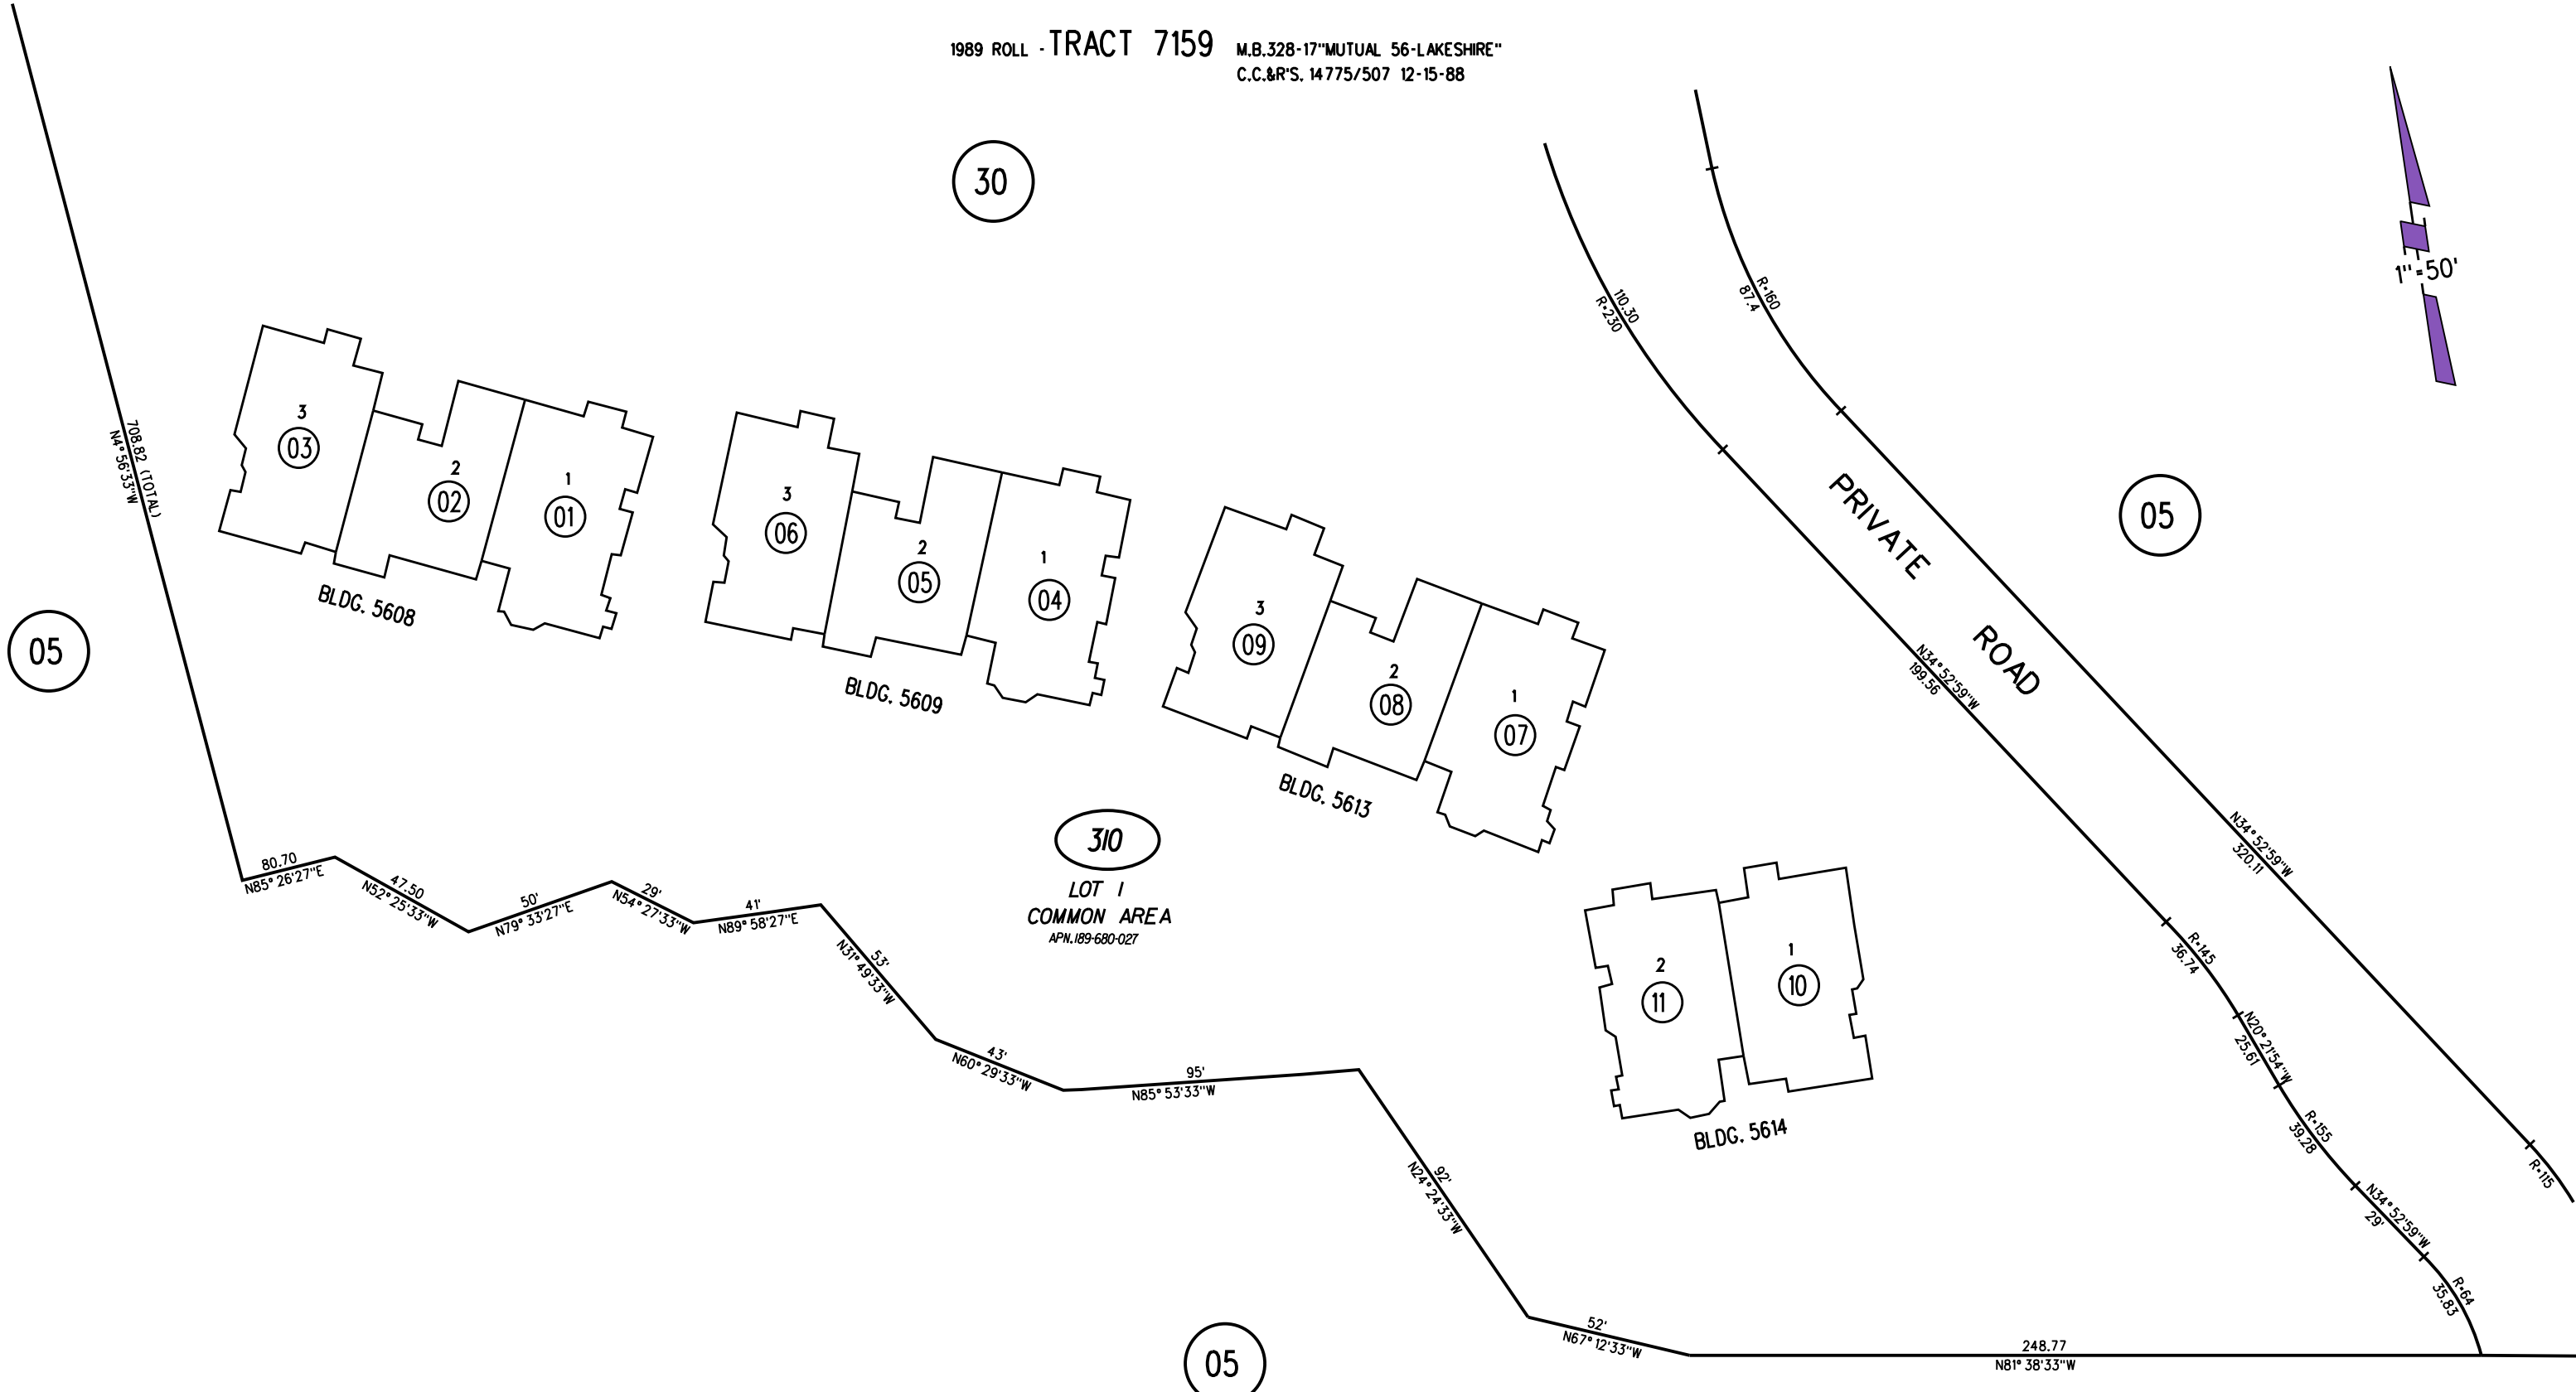 1989 ROLL - TRACT 7159 M.B.328-17"MUTUAL 56-LAKESHIRE"
C.C.&R'S. 14775/507 12-15-88
30
1"=50'
R=160
87.4
110.30
R=230
708.82 (TOTAL)
N4°56'33"W
3
03
2
02
1
01
BLDG. 5608
3
06
2
05
1
04
BLDG. 5609
3
09
2
08
1
07
BLDG. 5613
PRIVATE ROAD
05
05
N34°52'59"W
199.56
N34°52'59"W
320.11
310
LOT 1
COMMON AREA
APN.189-680-027
2
11
1
10
BLDG. 5614
80.70
N85°26'27"E
47.50
N52°25'33"W
50'
N79°33'27"E
29'
N54°27'33"W
41'
N89°58'27"E
53'
N31°49'33"W
43'
N60°29'33"W
95'
N85°53'33"W
92'
N24°24'33"W
52'
N67°12'33"W
248.77
N81°38'33"W
R=145
36.74
N20°21'54"W
25.61
R=155
39.28
N34°52'59"W
29'
R=64
35.83
R=115
05